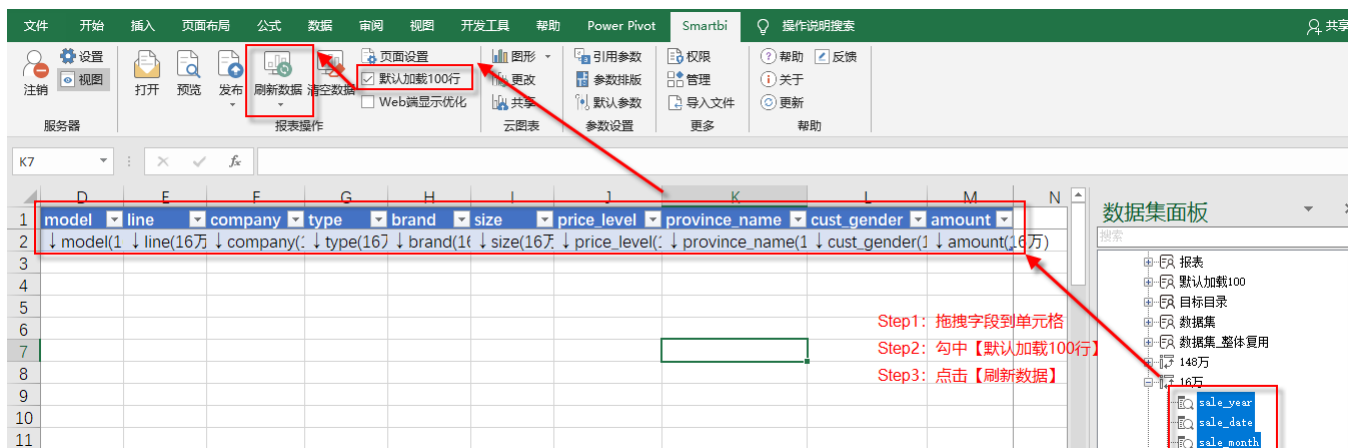 文件 开始 插入 页面布局 公式 数据 审阅 视图 开发工具 帮助 Power Pivot Smartbi 操作说明搜索 共享
设置 页面设置 图形 引用参数 权限 帮助 反馈
视图 默认加载100行 更改 参数排版 管理 关于
注销 打开 预览 发布 刷新数据 清空数据 Web端显示优化 共享 默认参数 导入文件 更新
服务器 报表操作 云图表 参数设置 更多 帮助
K7 fx
D E F G H I J K L M N
数据集面板
1 model line company type brand size price_level province_name cust_gender amount
搜索
2 ↓model(1 ↓line(16万 ↓company(: ↓type(167 ↓brand(16 ↓size(16万. ↓price_level(: ↓province_name(1 ↓cust_gender(1 ↓amount(16万)
3
报表
4
默认加载100
5
目标目录
6
Step1：拖拽字段到单元格
数据集
7
Step2：勾中【默认加载100行】
数据集_整体复用
8
Step3：点击【刷新数据】
148万
9
16万
10
sale_year
sale_date
11
sale_month